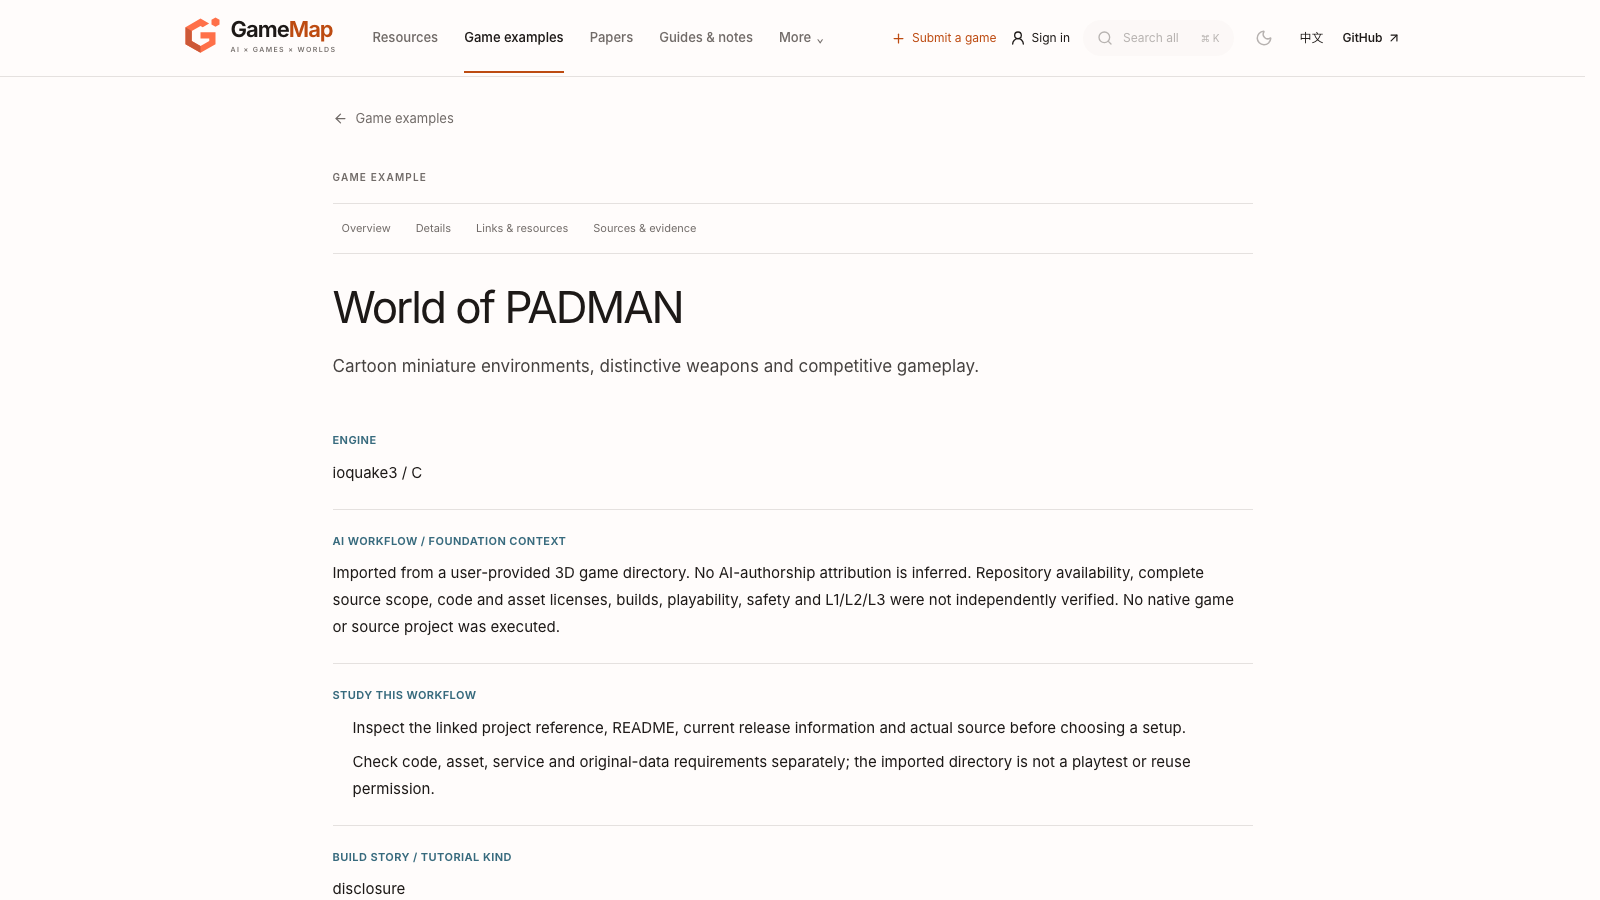 GameMap
AI × GAMES × WORLDS
Resources
Game examples
Papers
Guides & notes
More
Submit a game
Sign in
Search all
⌘ K
中文
GitHub
Game examples
GAME EXAMPLE
Overview
Details
Links & resources
Sources & evidence
World of PADMAN
Cartoon miniature environments, distinctive weapons and competitive gameplay.
ENGINE
ioquake3 / C
AI WORKFLOW / FOUNDATION CONTEXT
Imported from a user-provided 3D game directory. No AI-authorship attribution is inferred. Repository availability, complete
source scope, code and asset licenses, builds, playability, safety and L1/L2/L3 were not independently verified. No native game
or source project was executed.
STUDY THIS WORKFLOW
Inspect the linked project reference, README, current release information and actual source before choosing a setup.
Check code, asset, service and original-data requirements separately; the imported directory is not a playtest or reuse
permission.
BUILD STORY / TUTORIAL KIND
disclosure